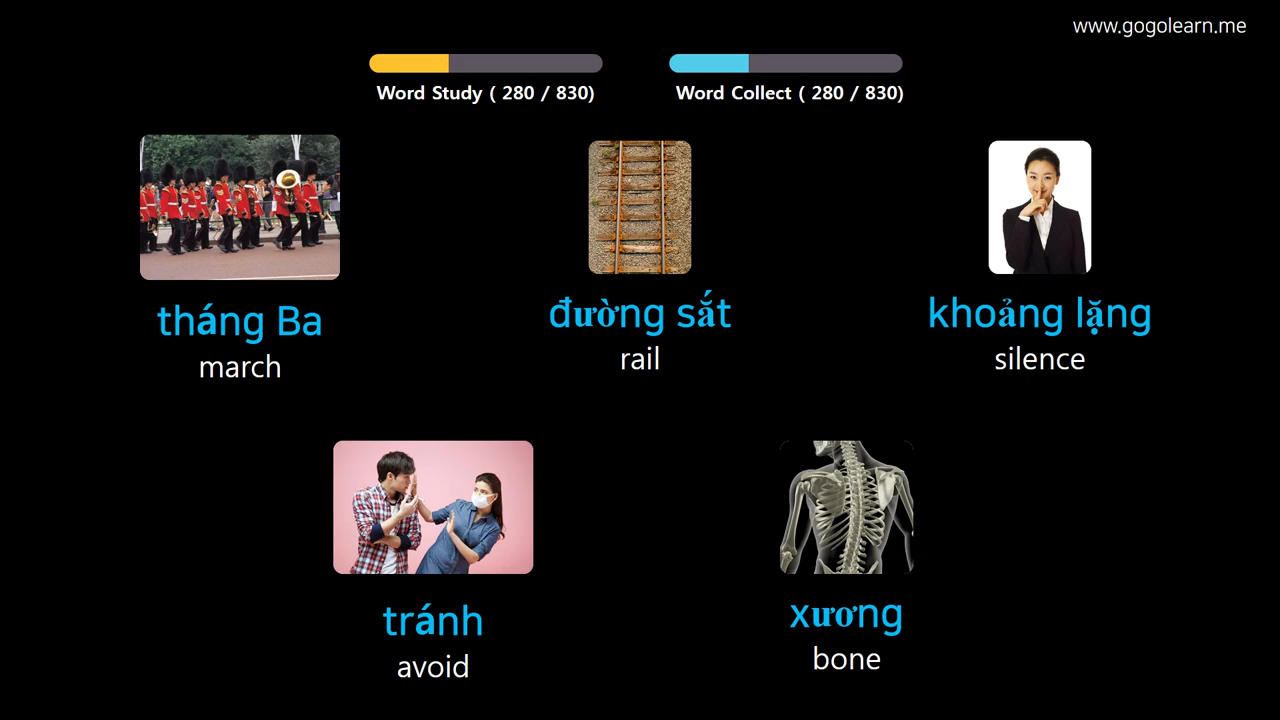 www.gogolearn.me
Word Study ( 280 / 830)
Word Collect ( 280 / 830)
tháng Ba
march
đường sắt
rail
khoảng lặng
silence
tránh
avoid
xương
bone